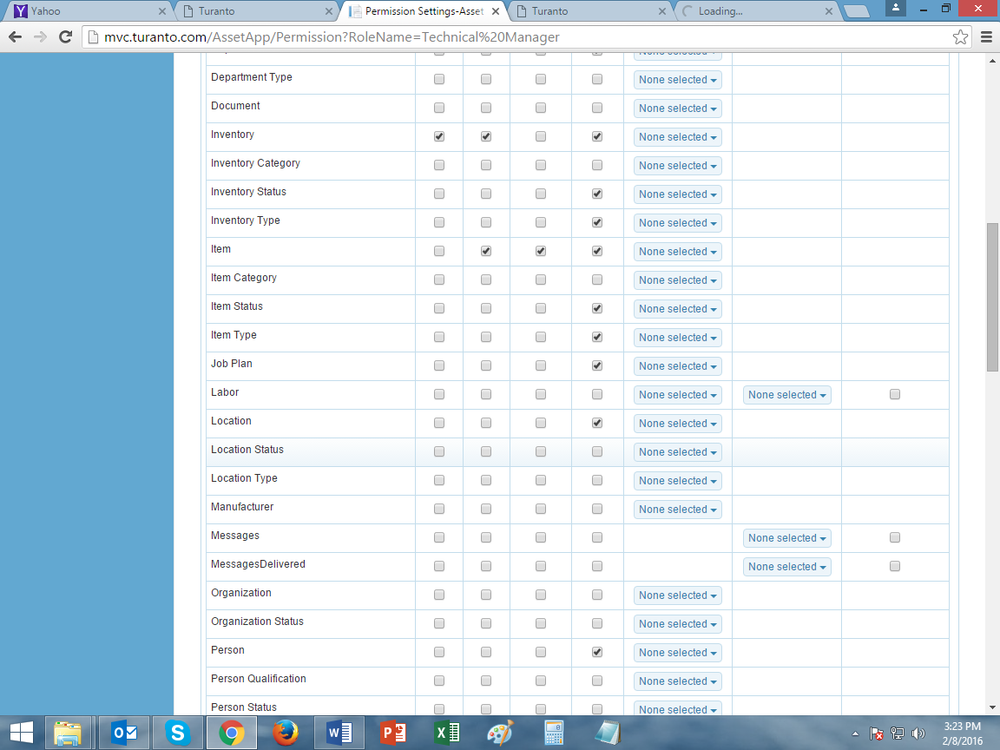 Yahoo
Turanto
Permission Settings-Asset
Turanto
Loading...
mvc.turanto.com/AssetApp/Permission?RoleName=Technical%20Manager
None selected
Department Type None selected
Document None selected
Inventory None selected
Inventory Category None selected
Inventory Status None selected
Inventory Type None selected
Item None selected
Item Category None selected
Item Status None selected
Item Type None selected
Job Plan None selected
Labor None selected None selected
Location None selected
Location Status None selected
Location Type None selected
Manufacturer None selected
Messages None selected
MessagesDelivered None selected
Organization None selected
Organization Status None selected
Person None selected
Person Qualification None selected
Person Status None selected
3:23 PM
2/8/2016